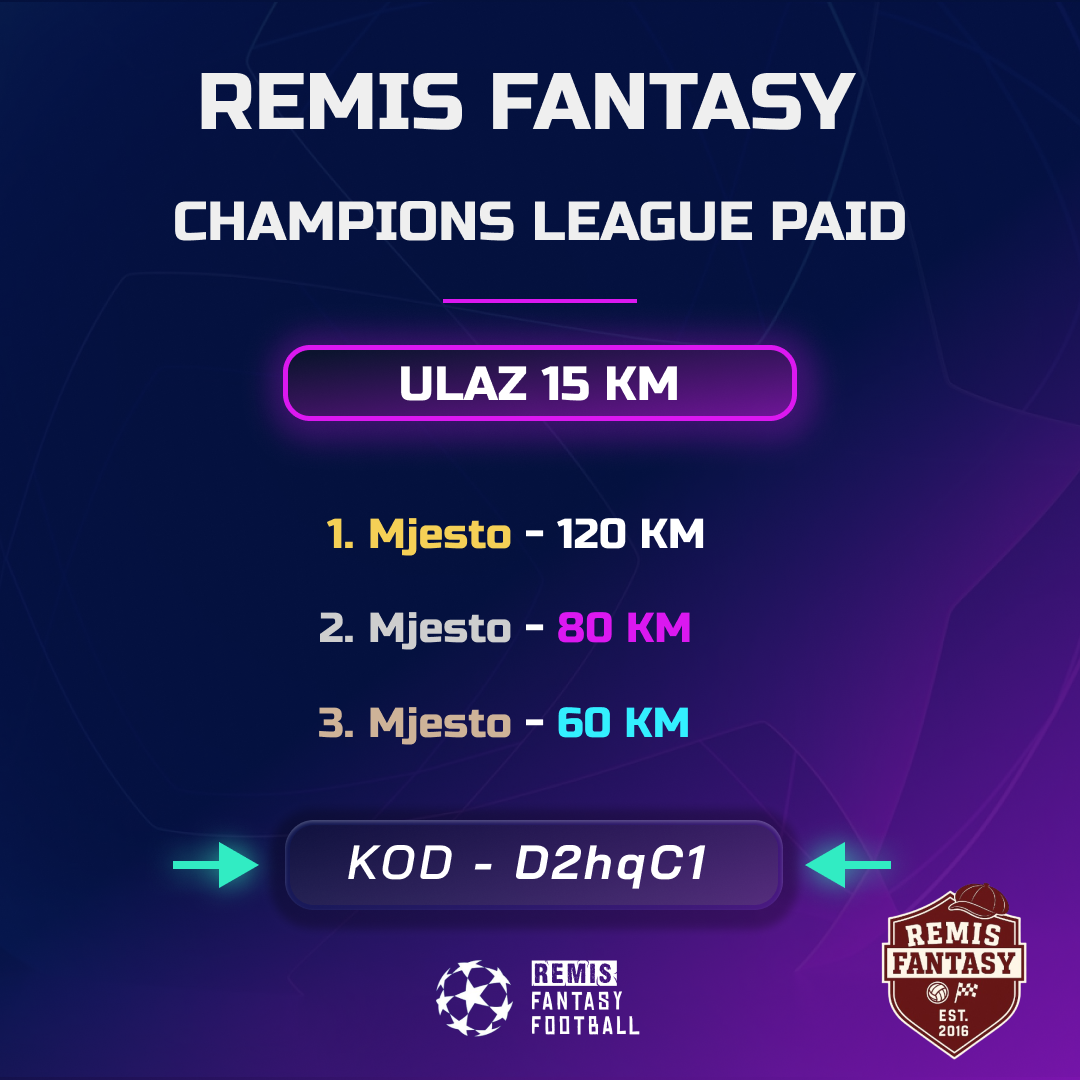 REMIS FANTASY
CHAMPIONS LEAGUE PAID
ULAZ 15 KM
1. Mjesto - 120 KM
2. Mjesto - 80 KM
3. Mjesto - 60 KM
KOD - D2hqC1
REMIS
FANTASY
FOOTBALL
REMIS
FANTASY
EST.
2016